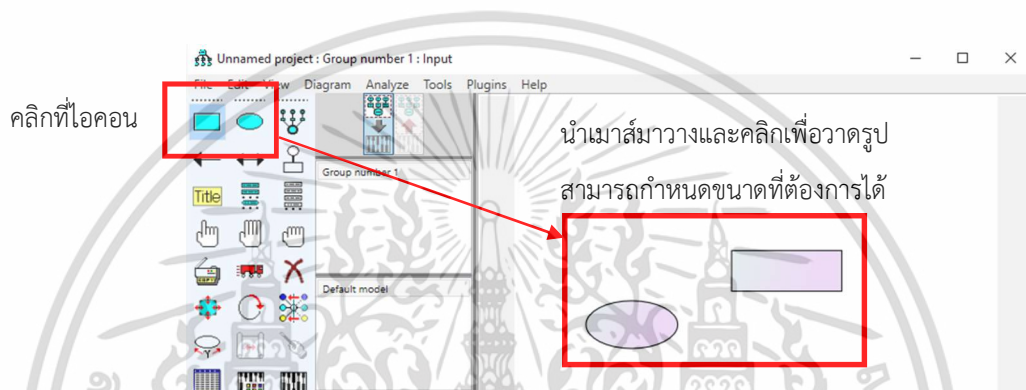 Unnamed project : Group number 1 : Input
File Edit View Diagram Analyze Tools Plugins Help
คลิกที่ไอคอน
นำเมาส์มาวางและคลิกเพื่อวาดรูป
สามารถกำหนดขนาดที่ต้องการได้
Group number 1
Title
Default model